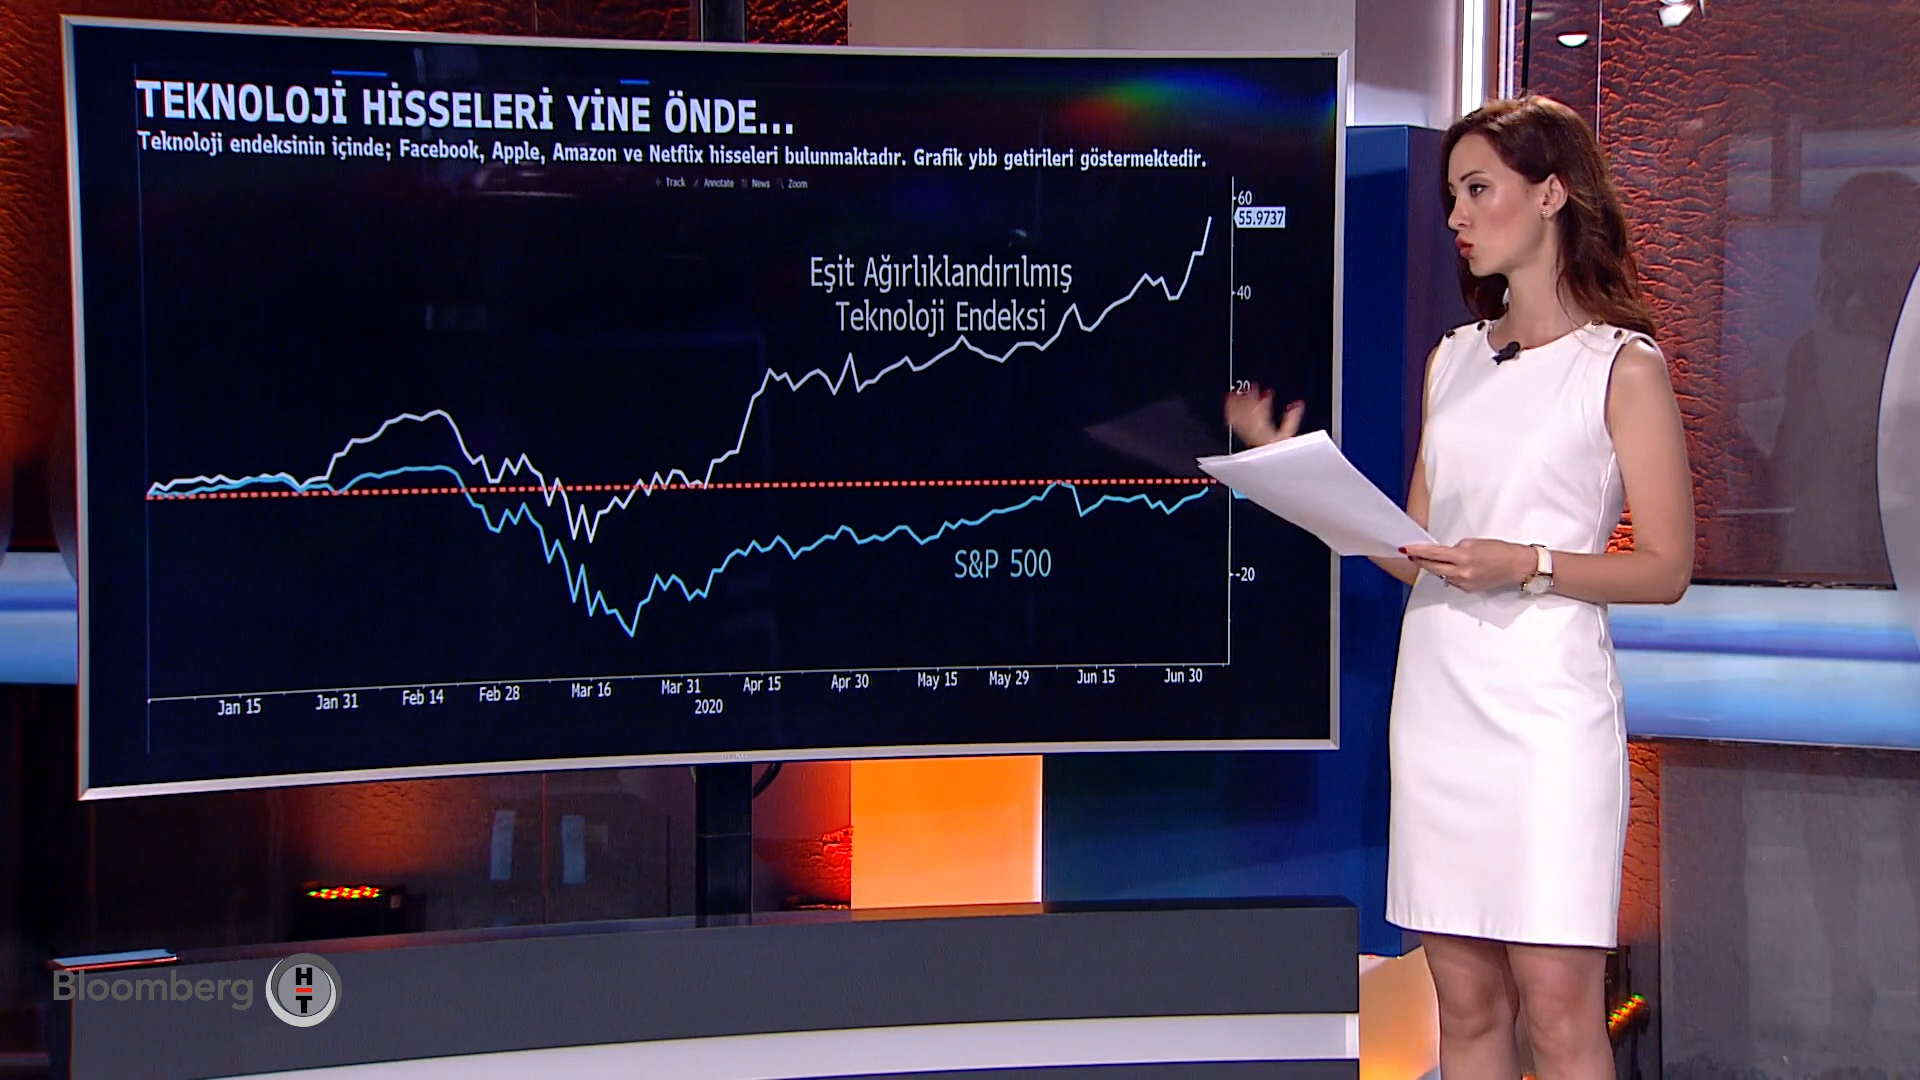 TEKNOLOJİ HİSSELERİ YİNE ÖNDE...
Teknoloji endeksinin içinde; Facebook, Apple, Amazon ve Netflix hisseleri bulunmaktadır. Grafik ybb getirileri göstermektedir.
Track Annotate News Zoom
60
55.9737
Eşit Ağırlıklandırılmış
Teknoloji Endeksi
40
20
S&P 500
-20
Jan 15 Jan 31 Feb 14 Feb 28 Mar 16 Mar 31 Apr 15 Apr 30 May 15 May 29 Jun 15 Jun 30
2020
Bloomberg HT